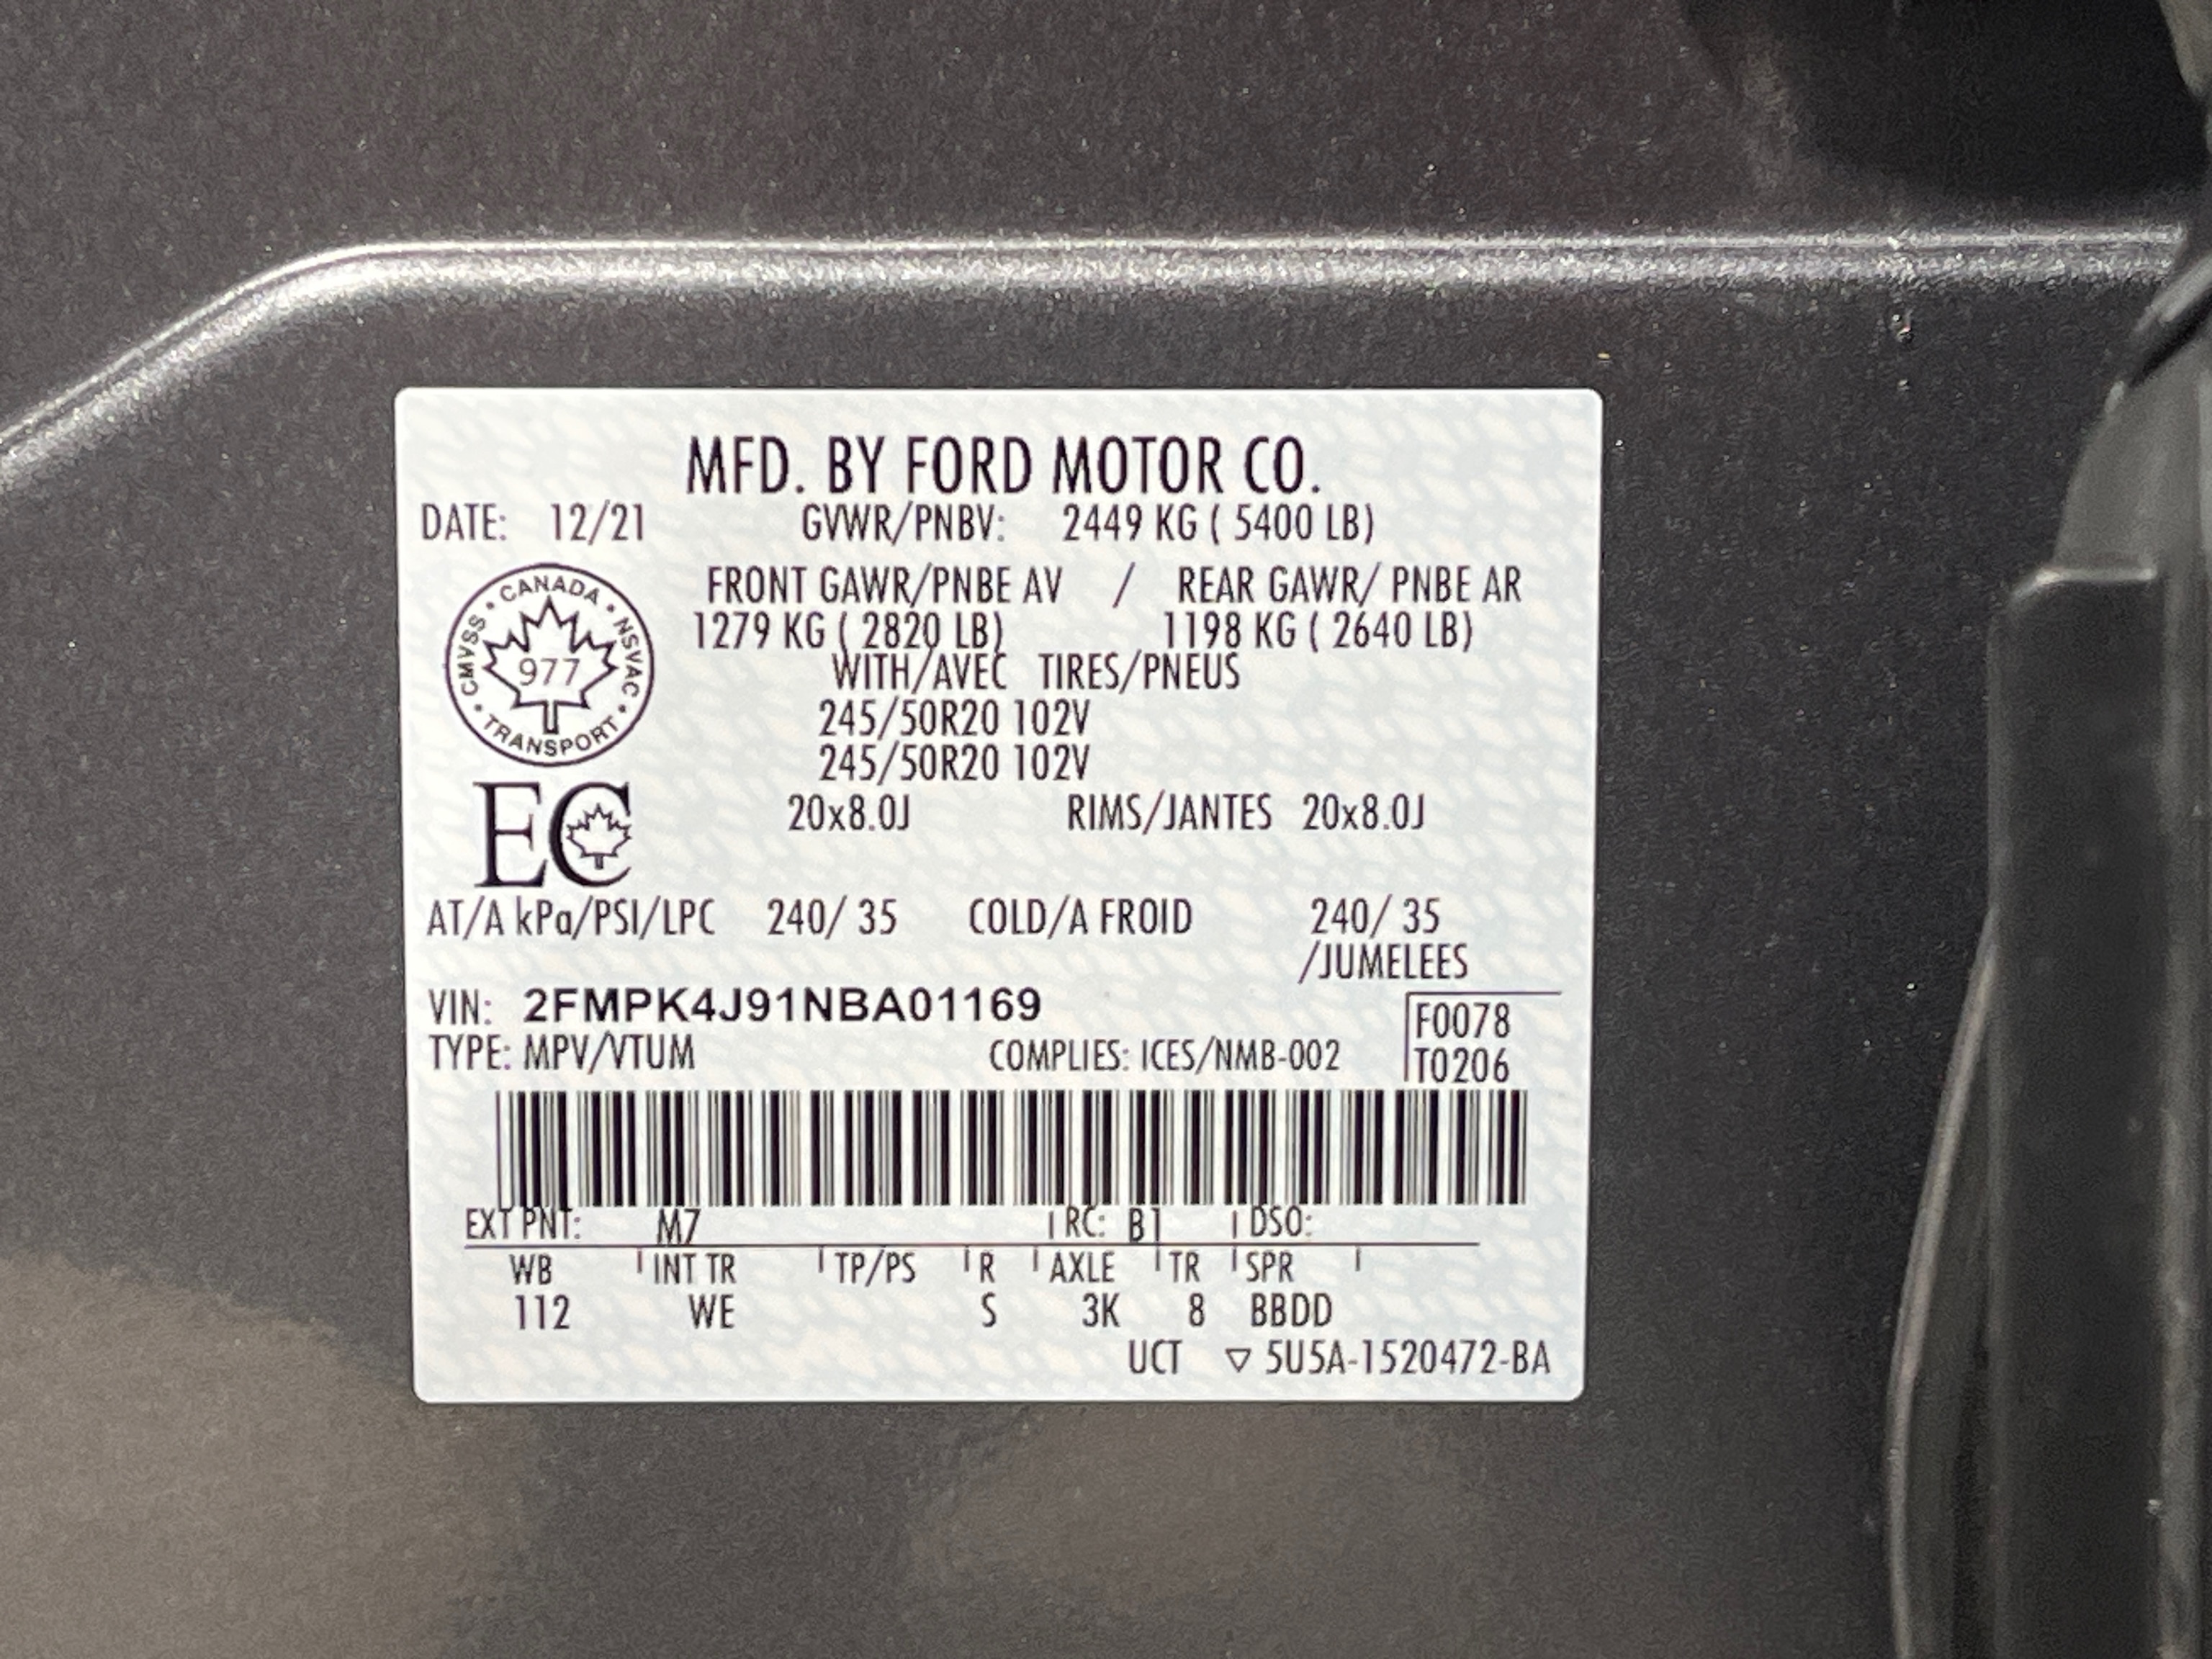 MFD. BY FORD MOTOR CO.
DATE: 12/21 GVWR/PNBV: 2449 KG ( 5400 LB)
FRONT GAWR/PNBE AV / REAR GAWR/ PNBE AR
1279 KG ( 2820 LB) 1198 KG ( 2640 LB)
WITH/AVEC TIRES/PNEUS
245/50R20 102V
245/50R20 102V
20x8.0J RIMS/JANTES 20x8.0J
CANADA • NSVAC • TRANSPORT • CMVSS •
977
EC
AT/A kPa/PSI/LPC 240/ 35 COLD/A FROID 240/ 35
/JUMELEES
VIN: 2FMPK4J91NBA01169
F0078
TYPE: MPV/VTUM COMPLIES: ICES/NMB-002
T0206
EXT PNT: M7 RC: B1 DSO:
WB INT TR TP/PS R AXLE TR SPR
112 WE S 3K 8 BBDD
UCT ▽ 5U5A-1520472-BA